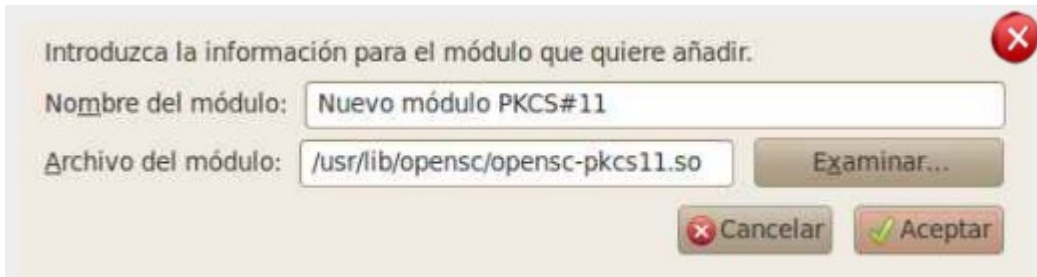 Introduzca la información para el módulo que quiere añadir.
Nombre del módulo: Nuevo módulo PKCS#11
Archivo del módulo: /usr/lib/opensc/opensc-pkcs11.so Examinar...
Cancelar Aceptar